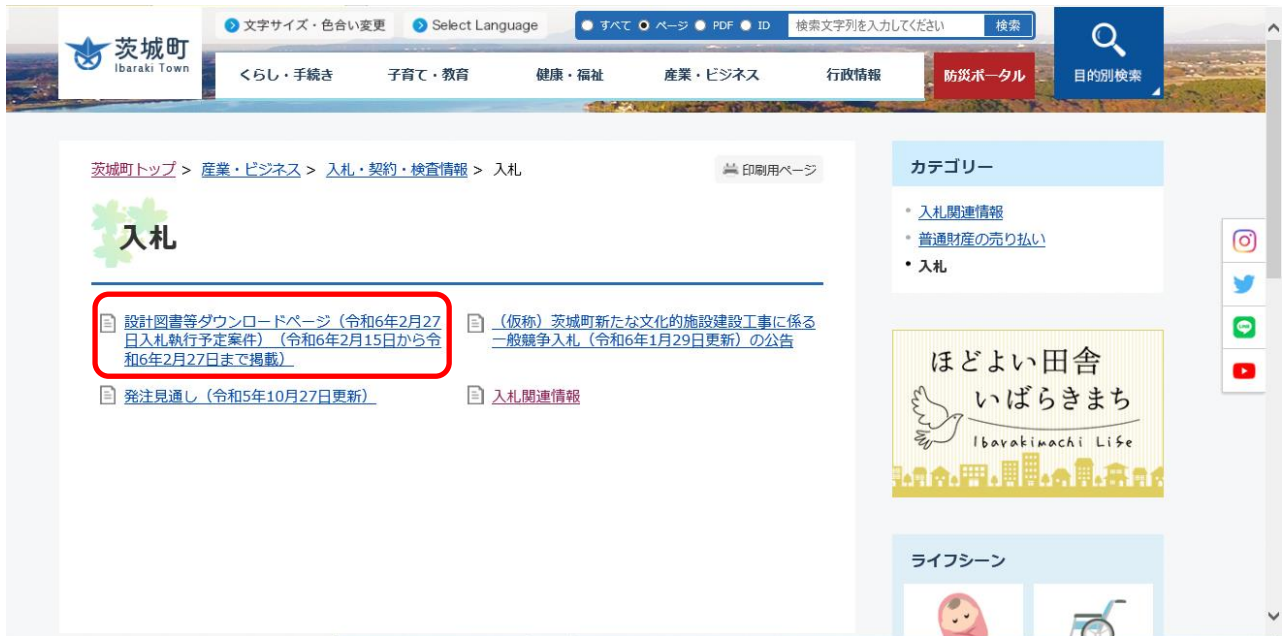 茨城町
Ibaraki Town
文字サイズ・色合い変更
Select Language
すべて ページ PDF ID
検索文字列を入力してください
検索
くらし・手続き
子育て・教育
健康・福祉
産業・ビジネス
行政情報
防災ポータル
目的別検索
茨城町トップ > 産業・ビジネス > 入札・契約・検査情報 > 入札
印刷用ページ
入札
設計図書等ダウンロードページ（令和6年2月27
日入札執行予定案件）（令和6年2月15日から令
和6年2月27日まで掲載）
（仮称）茨城町新たな文化的施設建設工事に係る
一般競争入札（令和6年1月29日更新）の公告
発注見通し（令和5年10月27日更新）
入札関連情報
カテゴリー
入札関連情報
普通財産の売り払い
入札
ほどよい田舎
いばらきまち
Ibarakimachi Life
ライフシーン